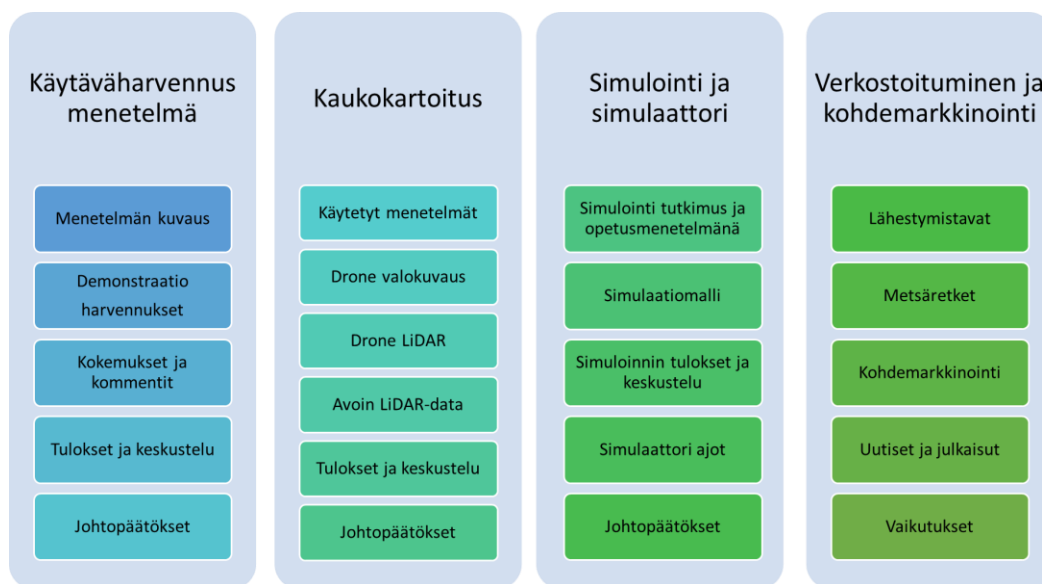 Käytäväharvennus
menetelmä
Menetelmän kuvaus
Demonstraatio
harvennukset
Kokemukset ja
kommentit
Tulokset ja keskustelu
Johtopäätökset
Kaukokartoitus
Käytetyt menetelmät
Drone valokuvaus
Drone LiDAR
Avoin LiDAR-data
Tulokset ja keskustelu
Johtopäätökset
Simulointi ja
simulaattori
Simulointi tutkimus ja
opetusmenetelmänä
Simulaatiomalli
Simuloinnin tulokset ja
keskustelu
Simulaattori ajot
Johtopäätökset
Verkostoituminen ja
kohdemarkkinointi
Lähestymistavat
Metsäretket
Kohdemarkkinointi
Uutiset ja julkaisut
Vaikutukset